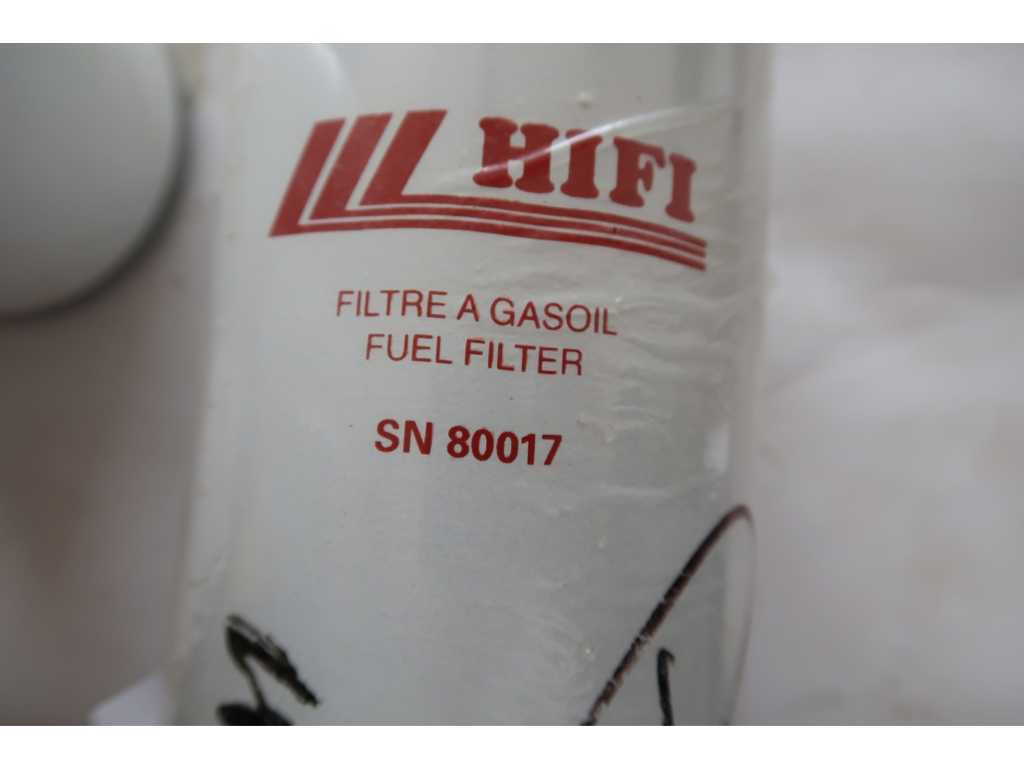 HIFI
FILTRE A GASOIL
FUEL FILTER
SN 80017